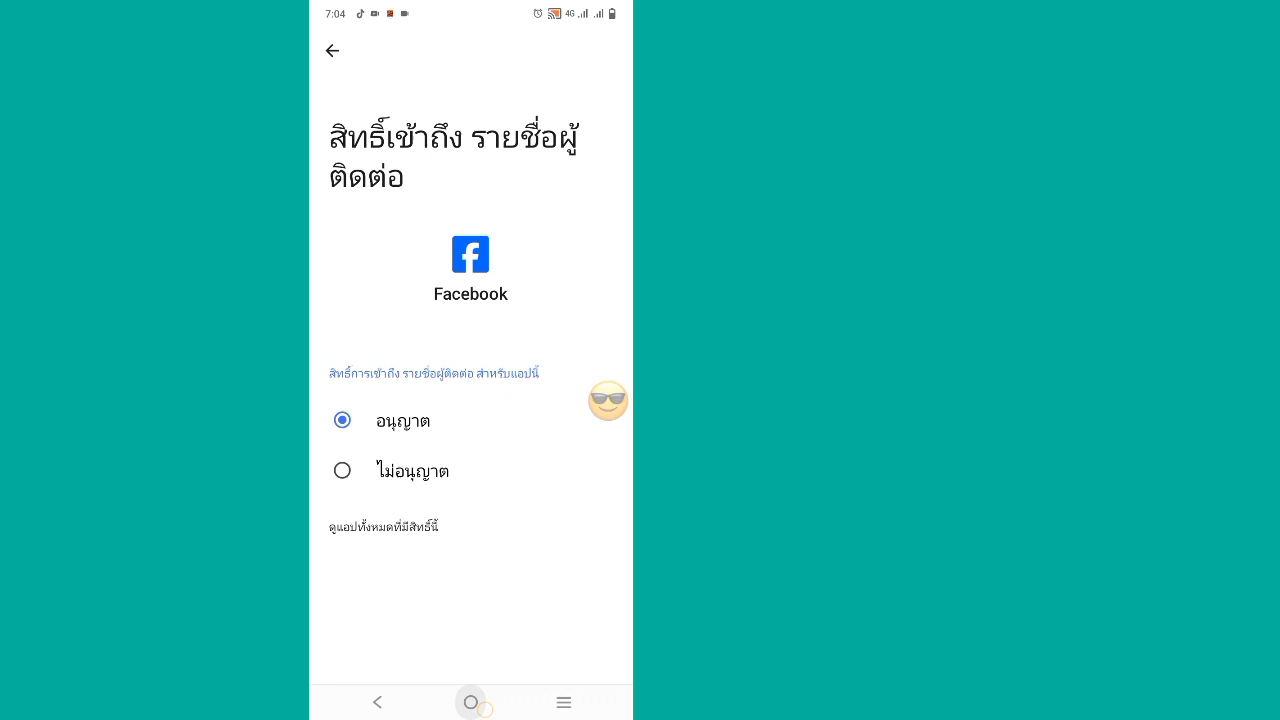 7:04
4G
สิทธิ์เข้าถึง รายชื่อผู้
ติดต่อ
Facebook
สิทธิ์การเข้าถึง รายชื่อผู้ติดต่อ สำหรับแอปนี้
อนุญาต
ไม่อนุญาต
ดูแอปทั้งหมดที่มีสิทธิ์นี้